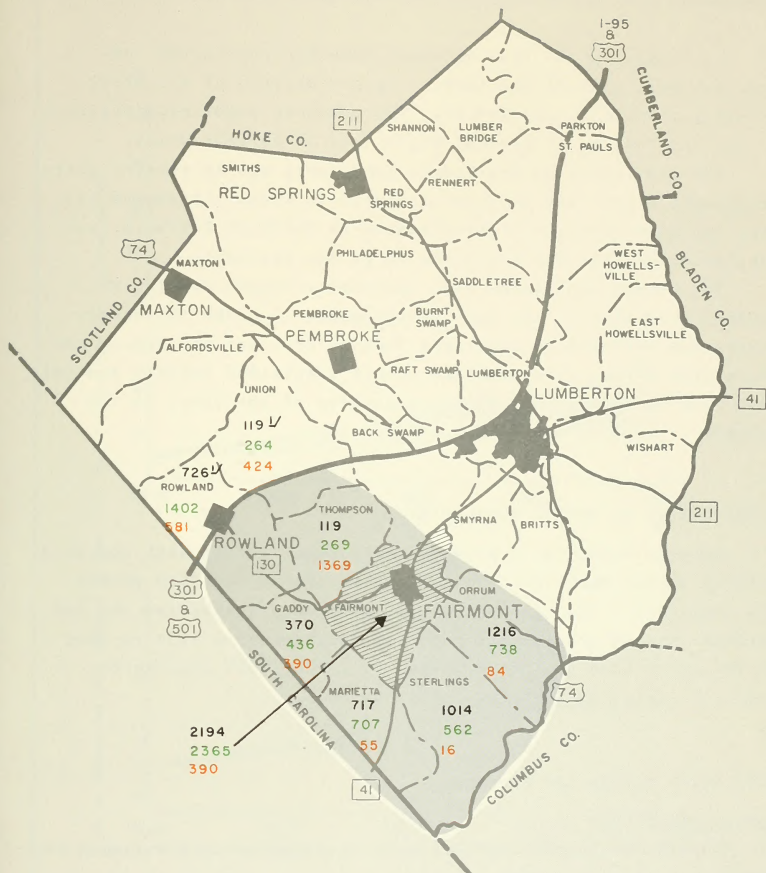 I-95
&
301
CUMBERLAND CO.
211
HOKE CO.
SHANNON
LUMBER
BRIDGE
PARKTON
ST. PAULS
SMITHS
RED SPRINGS
RED
SPRINGS
RENNERT
74
MAXTON
PHILADELPHUS
SADDLETREE
WEST
HOWELLS-
VILLE
BLADEN CO.
SCOTLAND CO.
MAXTON
PEMBROKE
PEMBROKE
BURNT
SWAMP
EAST
HOWELLSVILLE
ALFORDSVILLE
RAFT SWAMP
LUMBERTON
LUMBERTON
UNION
41
119 1/
264
424
BACK SWAMP
WISHART
726 1/
ROWLAND
1402
581
THOMPSON
119
269
1369
SMYRNA
BRITTS
211
ROWLAND
130
301
&
501
GADDY
370
436
390
FAIRMONT
FAIRMONT
ORRUM
1216
738
84
74
SOUTH CAROLINA
MARIETTA
717
707
55
STERLINGS
1014
562
16
2194
2365
390
41
COLUMBUS CO.